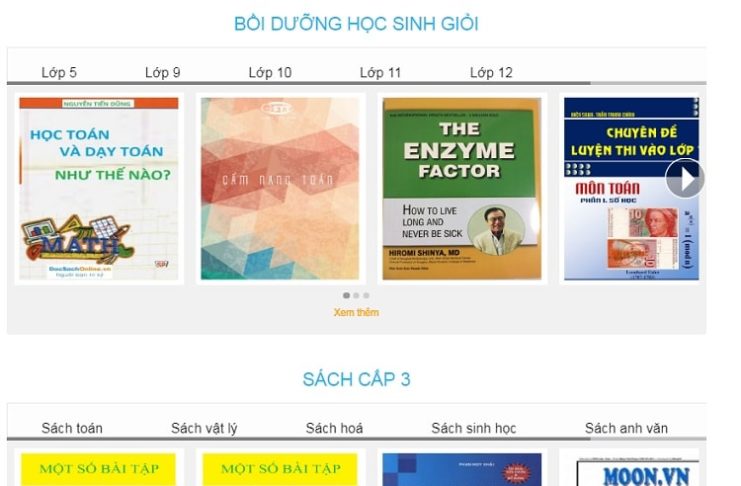 BỒI DƯỠNG HỌC SINH GIỎI
Lớp 5
Lớp 9
Lớp 10
Lớp 11
Lớp 12
NGUYỄN TIẾN DŨNG
HỌC TOÁN
VÀ DẠY TOÁN
NHƯ THẾ NÀO?
MATH
DocSachOnline.vn
Người bạn tri kỷ
CẨM NANG TOÁN
THE
ENZYME
FACTOR
HOW TO LIVE
LONG AND
NEVER BE SICK
HIROMI SHINYA, MD
CHUYÊN ĐỀ
LUYỆN THI VÀO LỚP
MÔN TOÁN
PHẦN I. SỐ HỌC
Xem thêm
SÁCH CẤP 3
Sách toán
Sách vật lý
Sách hoá
Sách sinh học
Sách anh văn
MỘT SỐ BÀI TẬP
MỘT SỐ BÀI TẬP
MOON.VN